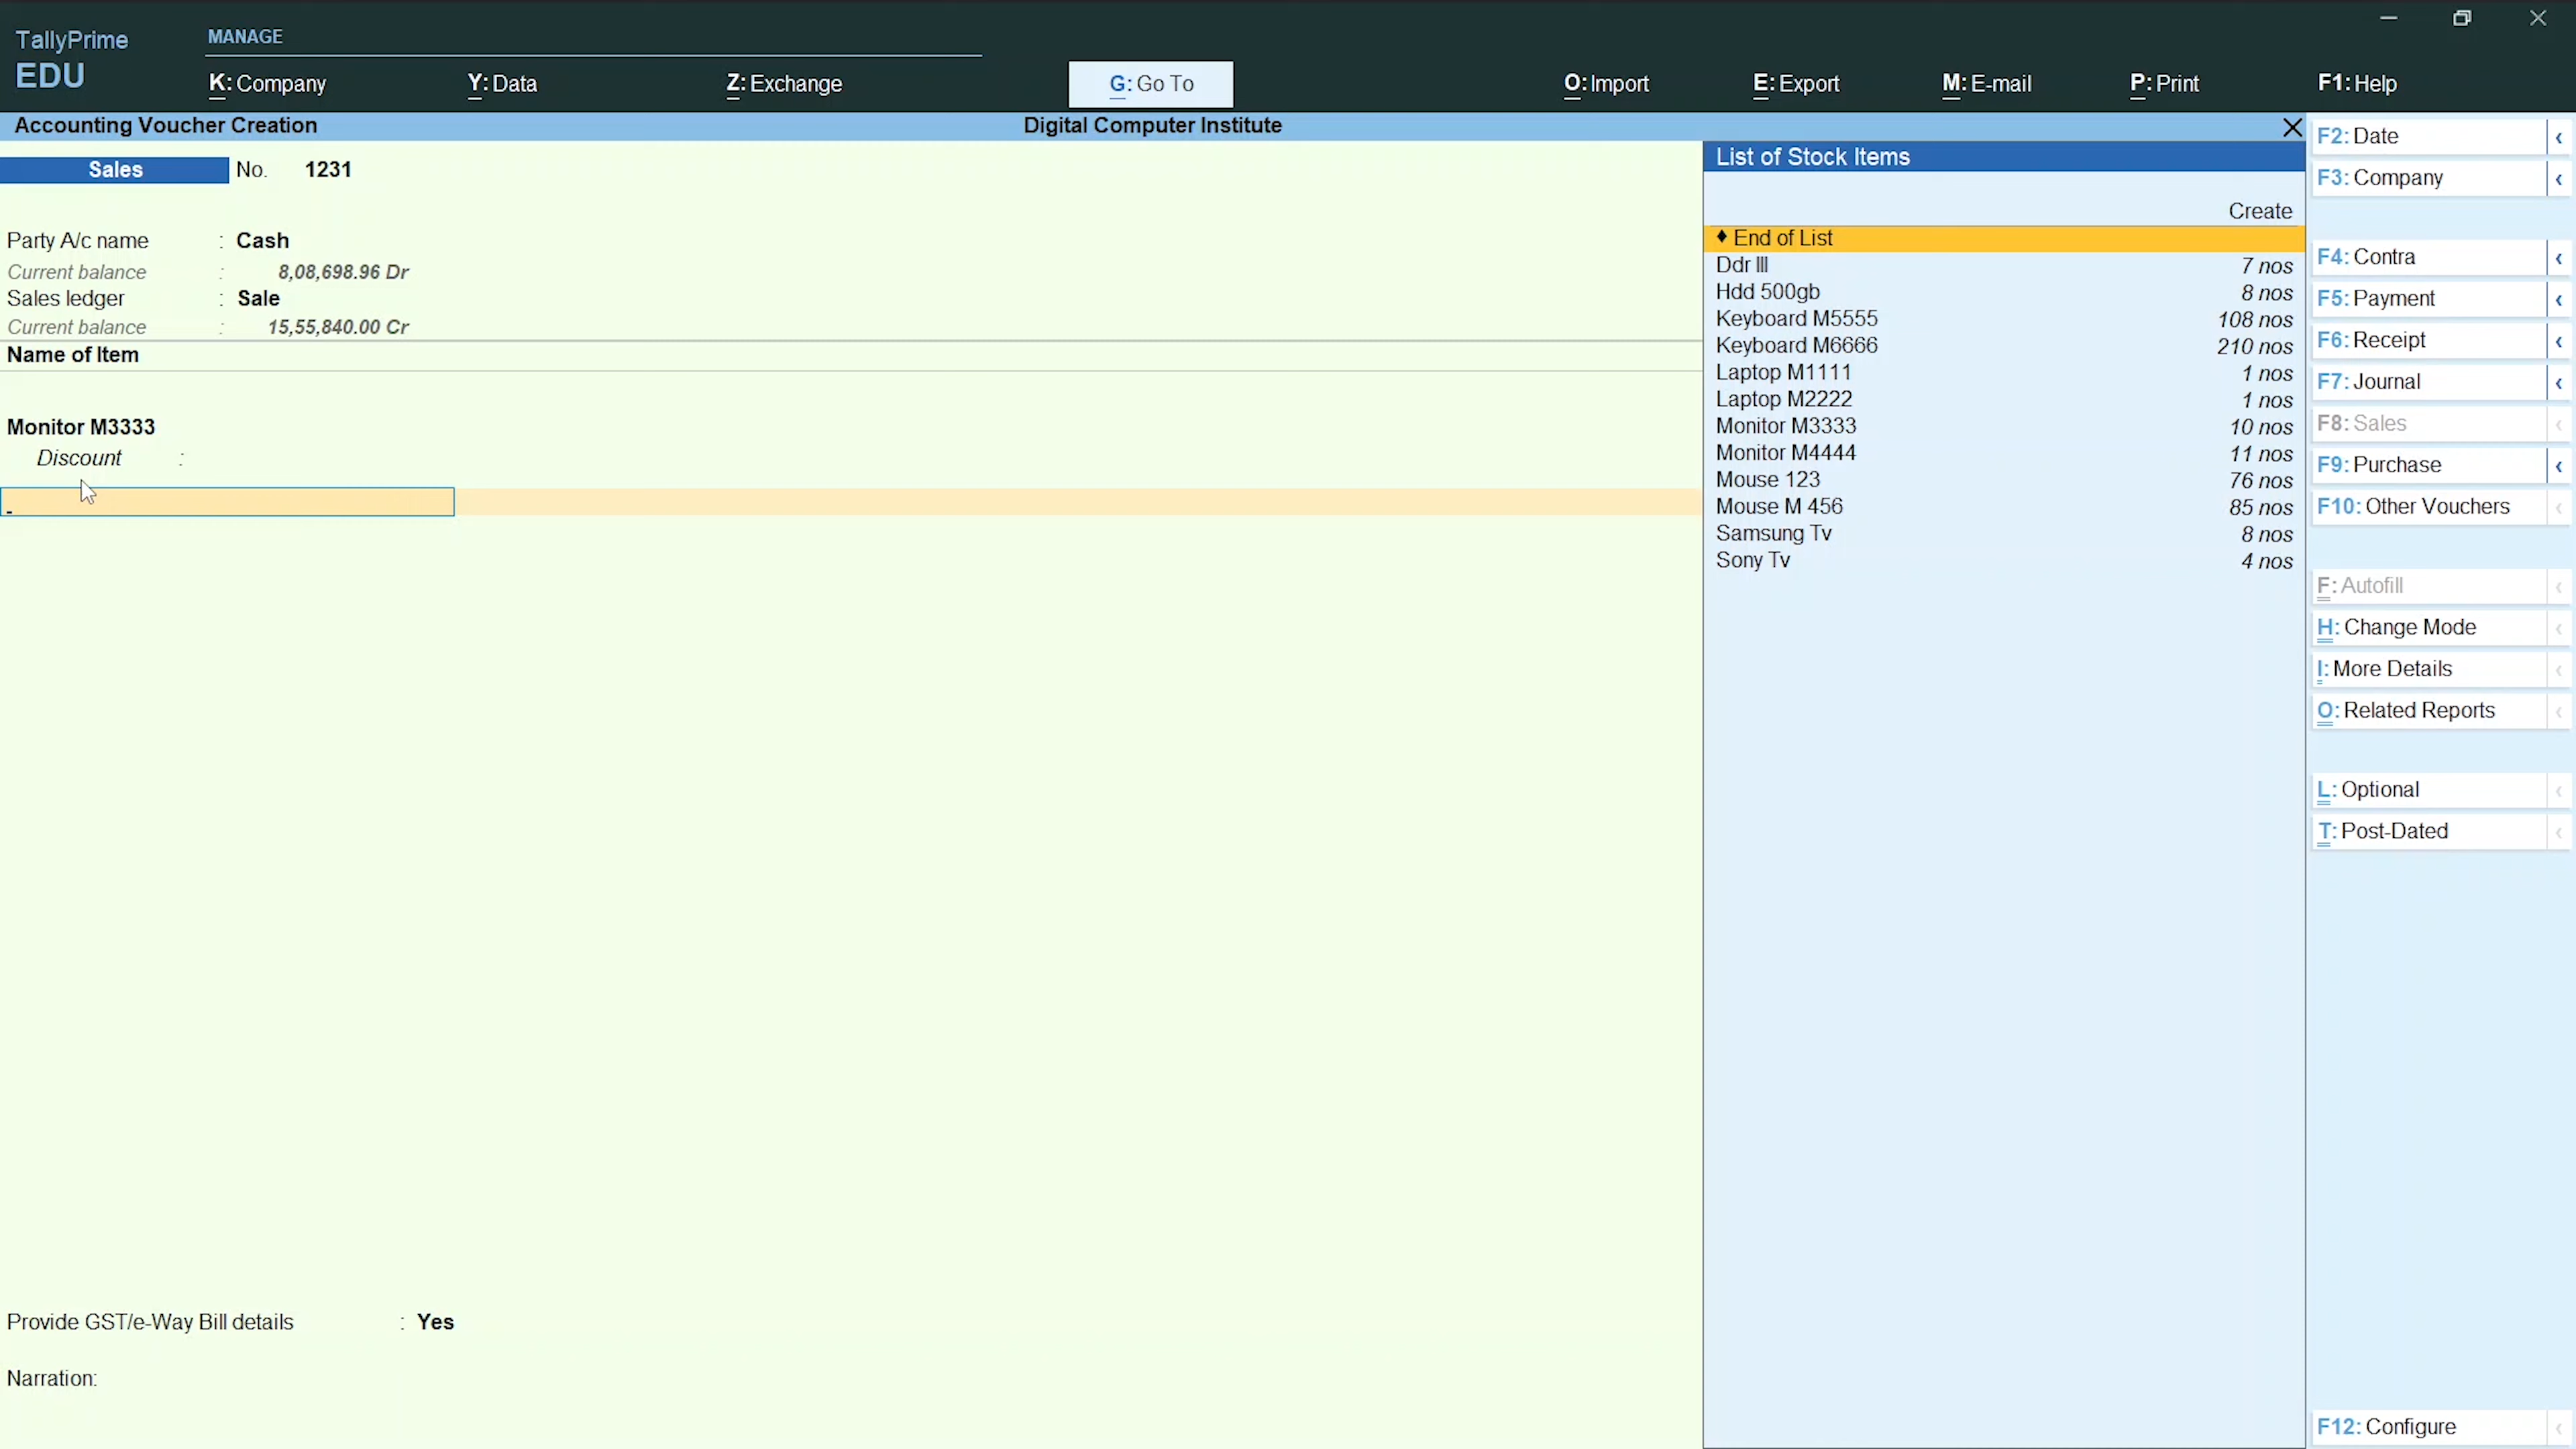 TallyPrime
EDU
MANAGE
K: Company
Y: Data
Z: Exchange
G: Go To
O: Import
E: Export
M: E-mail
P: Print
F1: Help
Accounting Voucher Creation
Digital Computer Institute
Sales No. 1231
Party A/c name : Cash
Current balance : 8,08,698.96 Dr
Sales ledger : Sale
Current balance : 15,55,840.00 Cr
Name of Item
Monitor M3333
Discount :
Provide GST/e-Way Bill details : Yes
Narration:
List of Stock Items
Create
♦ End of List
Ddr III 7 nos
Hdd 500gb 8 nos
Keyboard M5555 108 nos
Keyboard M6666 210 nos
Laptop M1111 1 nos
Laptop M2222 1 nos
Monitor M3333 10 nos
Monitor M4444 11 nos
Mouse 123 76 nos
Mouse M 456 85 nos
Samsung Tv 8 nos
Sony Tv 4 nos
F2: Date
F3: Company
F4: Contra
F5: Payment
F6: Receipt
F7: Journal
F8: Sales
F9: Purchase
F10: Other Vouchers
F: Autofill
H: Change Mode
I: More Details
O: Related Reports
L: Optional
T: Post-Dated
F12: Configure